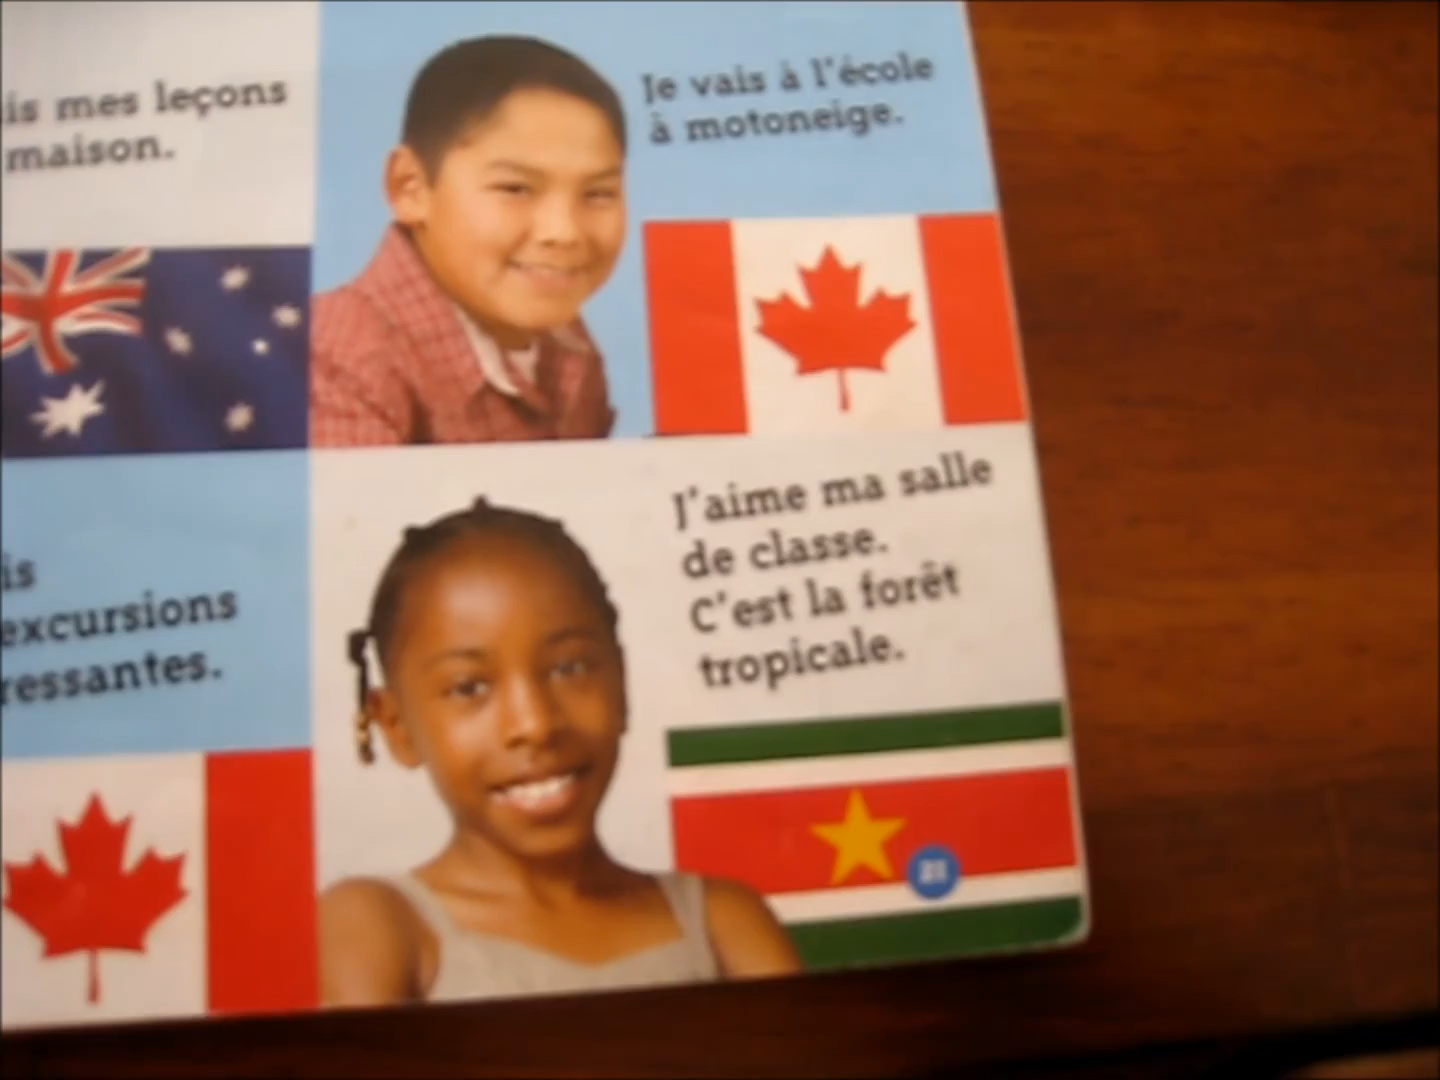 is mes leçons
maison.
Je vais à l'école
à motoneige.
is
excursions
ressantes.
J'aime ma salle
de classe.
C'est la forêt
tropicale.
21